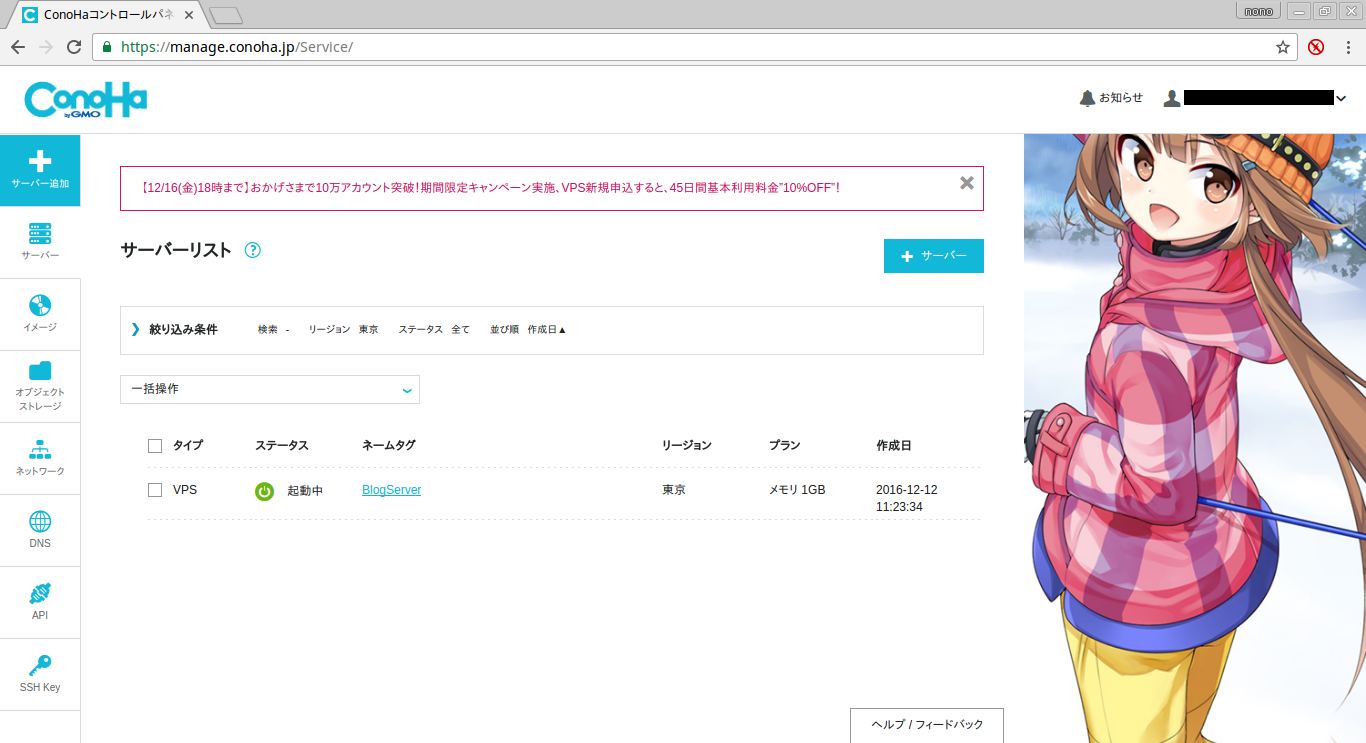 ConoHaコントロールパネ
nono
https://manage.conoha.jp/Service/
ConoHa
by GMO
お知らせ
サーバー追加
サーバー
イメージ
オブジェクト
ストレージ
ネットワーク
DNS
API
SSH Key
【12/16(金)18時まで】おかげさまで10万アカウント突破！期間限定キャンペーン実施、VPS新規申込すると、45日間基本利用料金"10%OFF"！
サーバーリスト ?
サーバー
絞り込み条件 検索 - リージョン 東京 ステータス 全て 並び順 作成日▲
一括操作
タイプ ステータス ネームタグ リージョン プラン 作成日
VPS 起動中 BlogServer 東京 メモリ 1GB 2016-12-12
11:23:34
ヘルプ / フィードバック